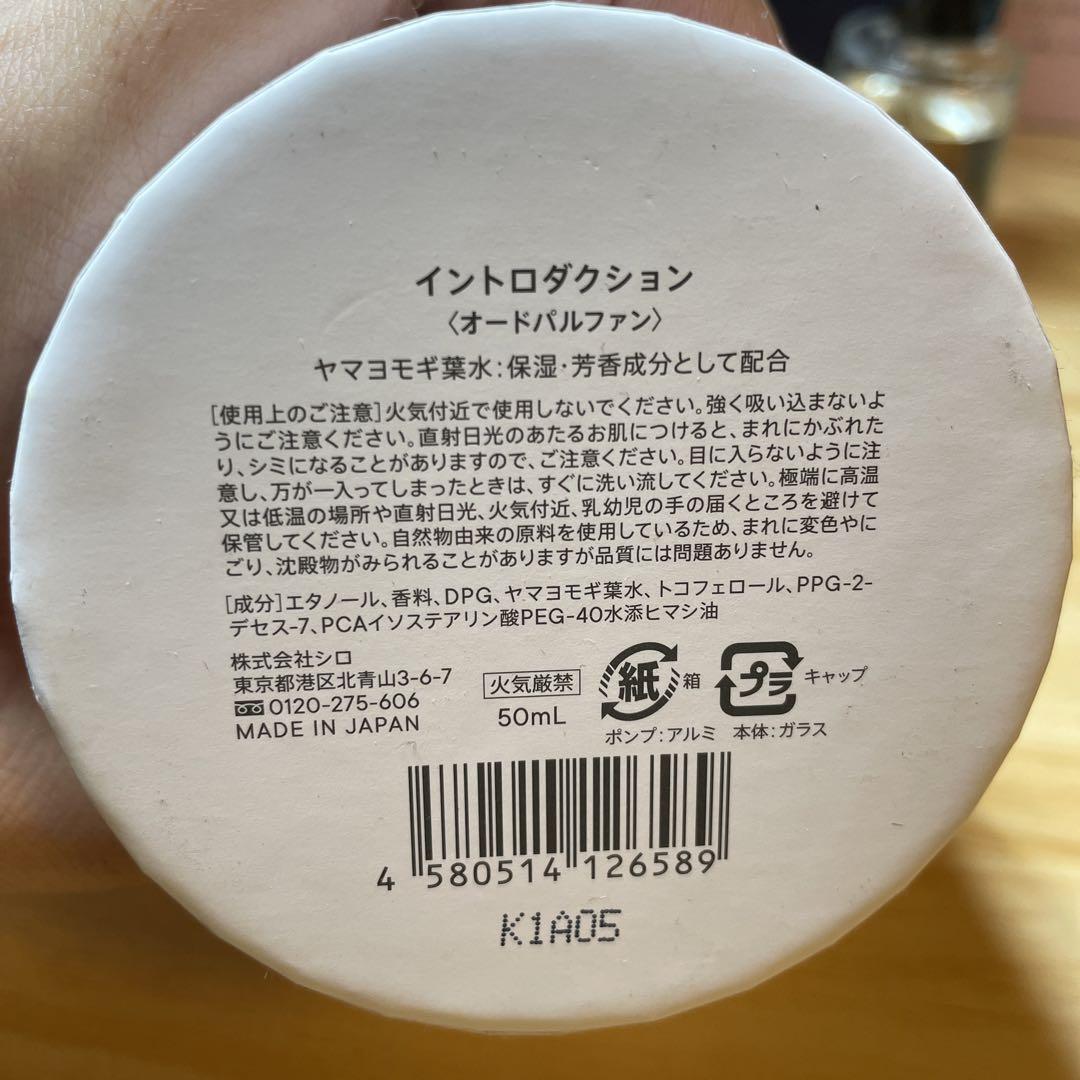 イントロダクション
〈オードパルファン〉
ヤマヨモギ葉水:保湿・芳香成分として配合
[使用上のご注意]火気付近で使用しないでください。強く吸い込まないよ
うにご注意ください。直射日光のあたるお肌につけると、まれにかぶれた
り、シミになることがありますので、ご注意ください。目に入らないように注
意し、万が一入ってしまったときは、すぐに洗い流してください。極端に高温
又は低温の場所や直射日光、火気付近、乳幼児の手の届くところを避けて
保管してください。自然物由来の原料を使用しているため、まれに変色やに
ごり、沈殿物がみられることがありますが品質には問題ありません。
[成分]エタノール、香料、DPG、ヤマヨモギ葉水、トコフェロール、PPG-2-
デセス-7、PCAイソステアリン酸PEG-40水添ヒマシ油
株式会社シロ
東京都港区北青山3-6-7
0120-275-606
MADE IN JAPAN
火気厳禁
50mL
紙 箱
プラ キャップ
ポンプ:アルミ 本体:ガラス
4 580514 126589
K1A05